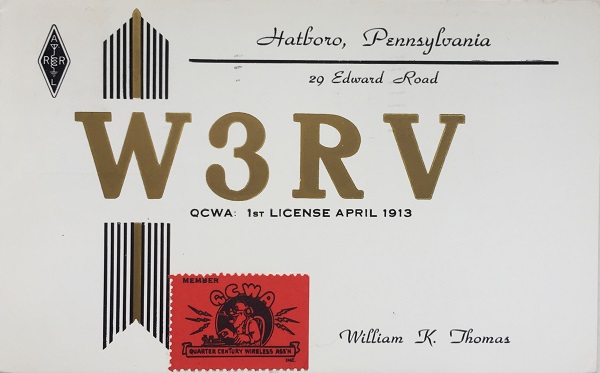 ARRL
Hatboro, Pennsylvania
29 Edward Road
W3RV
QCWA: 1ST LICENSE APRIL 1913
MEMBER
QCWA
QUARTER CENTURY WIRELESS ASS'N
INC.
William K. Thomas